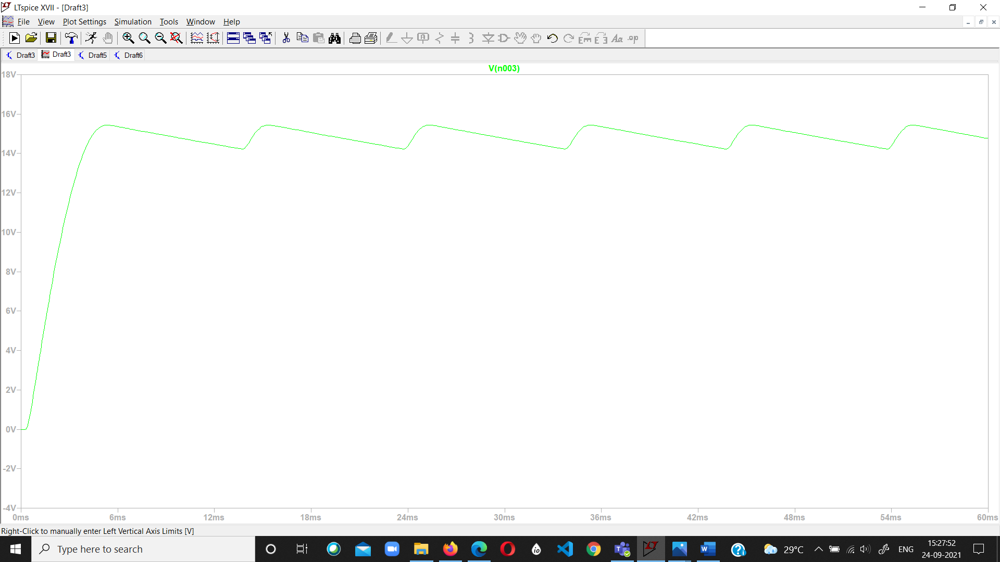 LTspice XVII - [Draft3]
File View Plot Settings Simulation Tools Window Help
Draft3 Draft3 Draft5 Draft6
V(n003)
18V
16V
14V
12V
10V
8V
6V
4V
2V
0V
-2V
-4V
0ms 6ms 12ms 18ms 24ms 30ms 36ms 42ms 48ms 54ms 60ms
Right-Click to manually enter Left Vertical Axis Limits [V]
Type here to search
29°C ENG
15:27:52
24-09-2021